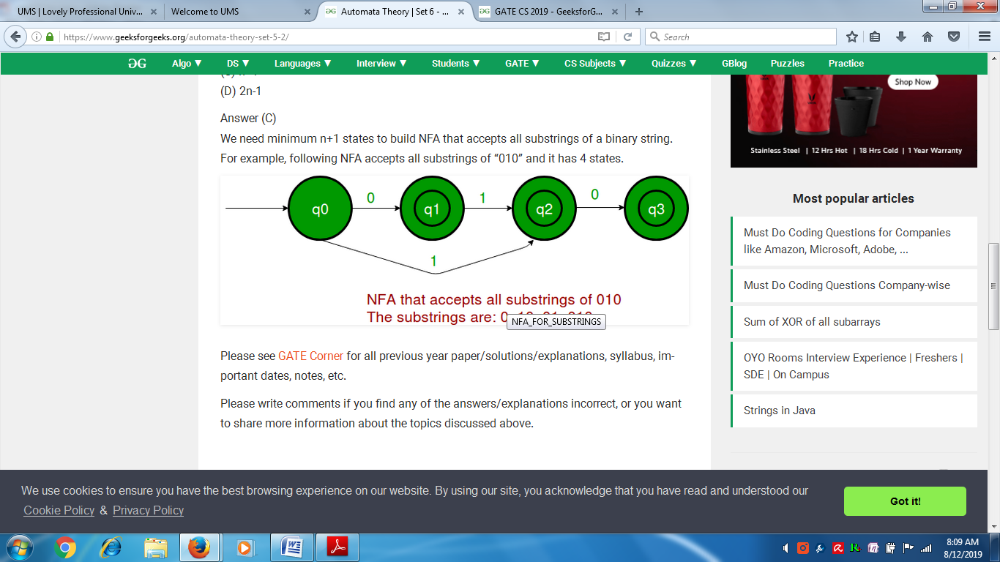 UMS | Lovely Professional Univ...
Welcome to UMS
Automata Theory | Set 6 - ...
GATE CS 2019 - GeeksforG...
https://www.geeksforgeeks.org/automata-theory-set-5-2/
Search
Algo ▼ DS ▼ Languages ▼ Interview ▼ Students ▼ GATE ▼ CS Subjects ▼ Quizzes ▼ GBlog Puzzles Practice
(D) 2n-1
Answer (C)
We need minimum n+1 states to build NFA that accepts all substrings of a binary string.
For example, following NFA accepts all substrings of “010” and it has 4 states.
q0 0 q1 1 q2 0 q3
1
NFA that accepts all substrings of 010
The substrings are: 0
NFA_FOR_SUBSTRINGS
Please see GATE Corner for all previous year paper/solutions/explanations, syllabus, im-
portant dates, notes, etc.
Please write comments if you find any of the answers/explanations incorrect, or you want
to share more information about the topics discussed above.
Shop Now
Stainless Steel | 12 Hrs Hot | 18 Hrs Cold | 1 Year Warranty
Most popular articles
Must Do Coding Questions for Companies
like Amazon, Microsoft, Adobe, ...
Must Do Coding Questions Company-wise
Sum of XOR of all subarrays
OYO Rooms Interview Experience | Freshers |
SDE | On Campus
Strings in Java
We use cookies to ensure you have the best browsing experience on our website. By using our site, you acknowledge that you have read and understood our
Cookie Policy & Privacy Policy
Got it!
8:09 AM
8/12/2019